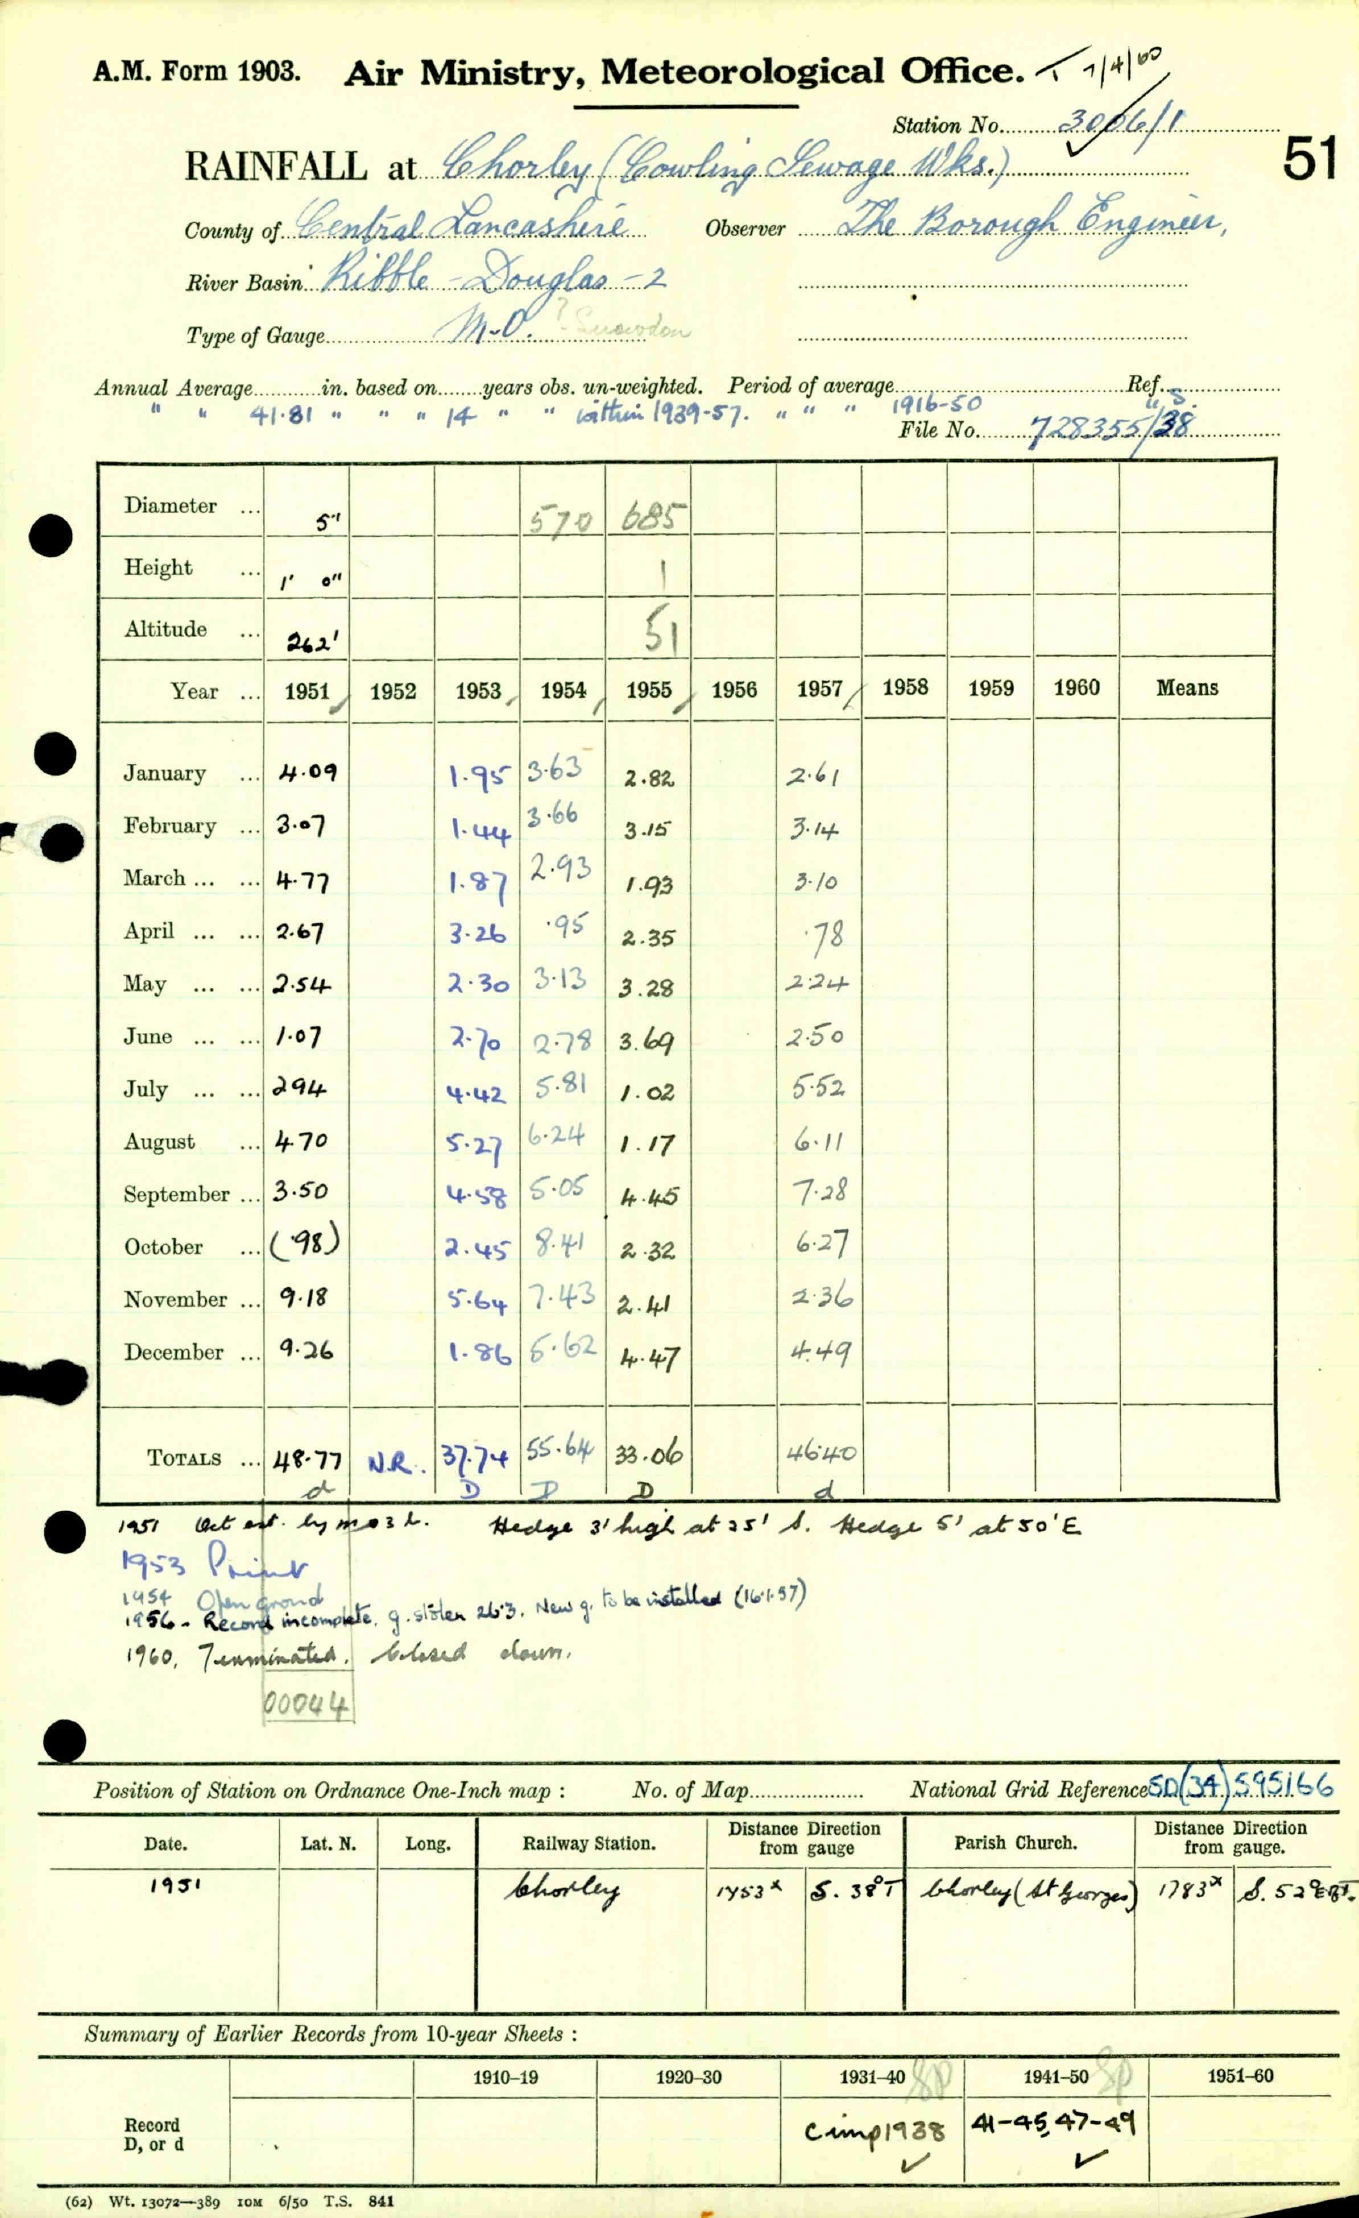 A.M. Form 1903. Air Ministry, Meteorological Office. T 7/4/60
Station No. 3006/1
51
RAINFALL at Chorley (Cowling Sewage Wks.)
County of Central Lancashire Observer The Borough Engineer,
River Basin Ribble - Douglas - 2
Type of Gauge M.O. ? Snowdon
Annual Average in. based on years obs. un-weighted. Period of average Ref.
" " 41.81 " " " 14 " " within 1939-57. " " " 1916-50 " S.
File No. 728355/38
Diameter ... 5" 570 685
Height ... 1' 0" 1
Altitude ... 262' 51
Year ... 1951 1952 1953 1954 1955 1956 1957 1958 1959 1960 Means
January ... 4.09 1.95 3.63 2.82 2.61
February ... 3.07 1.44 3.66 3.15 3.14
March ... ... 4.77 1.87 2.93 1.93 3.10
April ... ... 2.67 3.26 .95 2.35 .78
May ... ... 2.54 2.30 3.13 3.28 2.24
June ... ... 1.07 2.70 2.78 3.69 2.50
July ... ... 2.94 4.42 5.81 1.02 5.52
August ... 4.70 5.27 6.24 1.17 6.11
September ... 3.50 4.58 5.05 4.45 7.28
October ... (.98) 2.45 8.41 2.32 6.27
November ... 9.18 5.64 7.43 2.41 2.36
December ... 9.26 1.86 5.62 4.47 4.49
TOTALS ... 48.77 N.R. 37.74 55.64 33.06 46.40
d D D D d
1951 Oct est. by m o 3 b. Hedge 3' high at 25' S. Hedge 5' at 50' E
1953 Print
1954 Open ground
1956 - Record incomplete. g. stolen 26.3. New g. to be installed (16.1.57)
1960. Terminated. Closed down.
00044
Position of Station on Ordnance One-Inch map : No. of Map National Grid Reference SD(34)595166
Date. Lat. N. Long. Railway Station. Distance from Direction gauge Parish Church. Distance from Direction gauge.
1951 Chorley 1453x S. 38° T Chorley (St Georges) 1783x S. 52°
Summary of Earlier Records from 10-year Sheets :
1910–19 1920–30 1931–40 SP 1941–50 SP 1951–60
Record D, or d C imp 1938 41-45, 47-49
(62) Wt. 13072—389 10M 6/50 T.S. 841